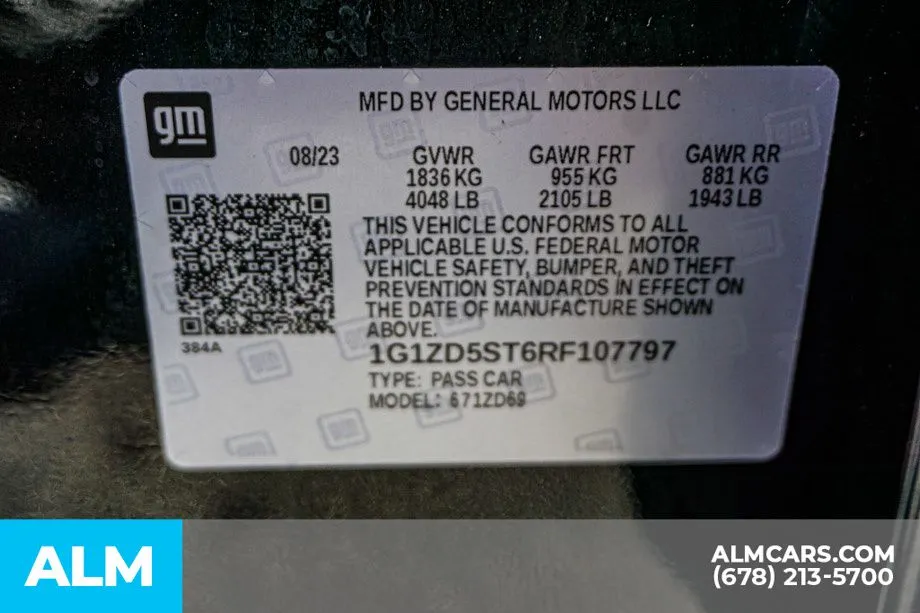 gm
MFD BY GENERAL MOTORS LLC
08/23 GVWR GAWR FRT GAWR RR
1836 KG 955 KG 881 KG
4048 LB 2105 LB 1943 LB
THIS VEHICLE CONFORMS TO ALL
APPLICABLE U.S. FEDERAL MOTOR
VEHICLE SAFETY, BUMPER, AND THEFT
PREVENTION STANDARDS IN EFFECT ON
THE DATE OF MANUFACTURE SHOWN
ABOVE.
384A
1G1ZD5ST6RF107797
TYPE: PASS CAR
MODEL: 671ZD69
ALM
ALMCARS.COM
(678) 213-5700